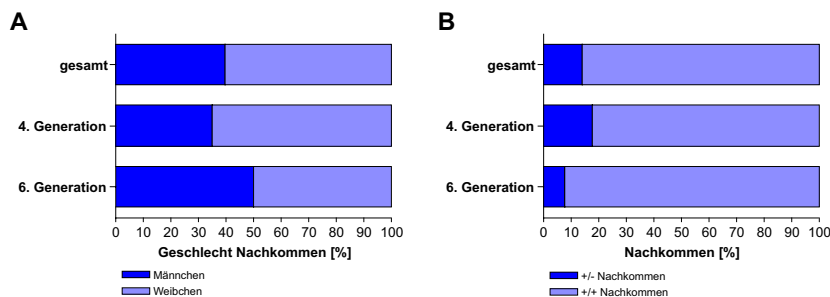 A
gesamt
4. Generation
6. Generation
0 10 20 30 40 50 60 70 80 90 100
Geschlecht Nachkommen [%]
Männchen
Weibchen
B
gesamt
4. Generation
6. Generation
0 10 20 30 40 50 60 70 80 90 100
Nachkommen [%]
+/- Nachkommen
+/+ Nachkommen